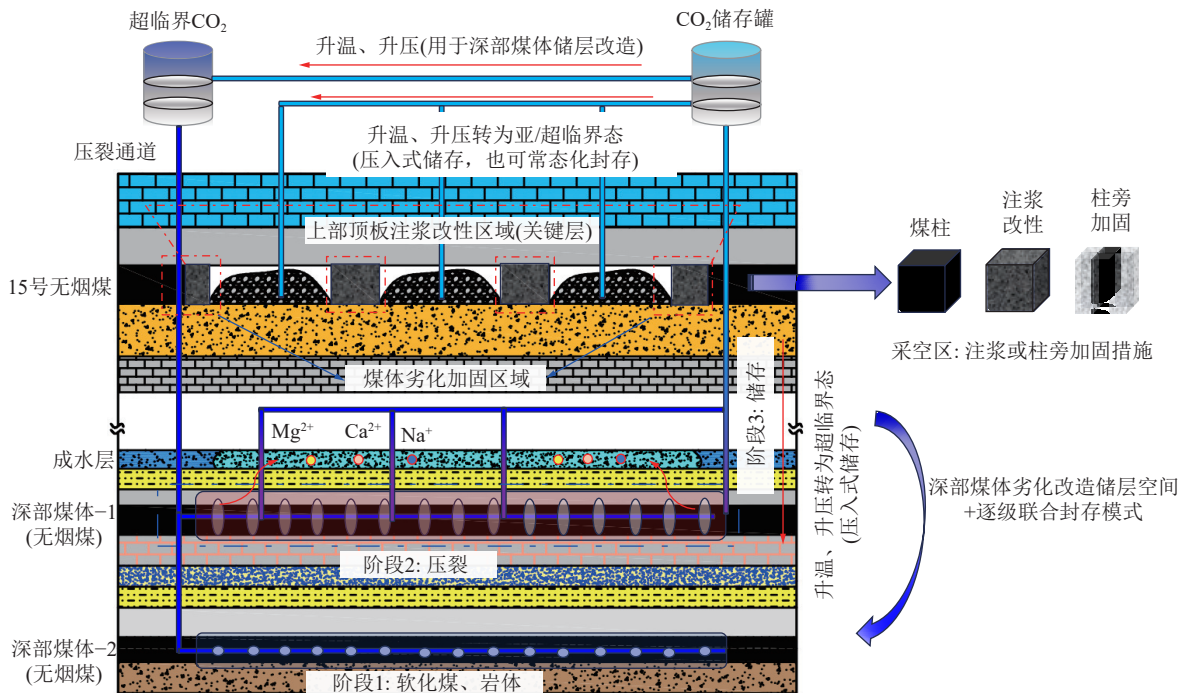 超临界CO₂
CO₂储存罐
升温、升压(用于深部煤体储层改造)
升温、升压转为亚/超临界态
(压入式储存，也可常态化封存)
压裂通道
上部顶板注浆改性区域(关键层)
15号无烟煤
煤柱
注浆
改性
柱旁
加固
采空区: 注浆或柱旁加固措施
煤体劣化加固区域
阶段3: 储存
升温、升压转为超临界态
(压入式储存)
Mg²⁺
Ca²⁺
Na⁺
成水层
深部煤体−1
(无烟煤)
阶段2: 压裂
深部煤体劣化改造储层空间
+逐级联合封存模式
深部煤体−2
(无烟煤)
阶段1: 软化煤、岩体